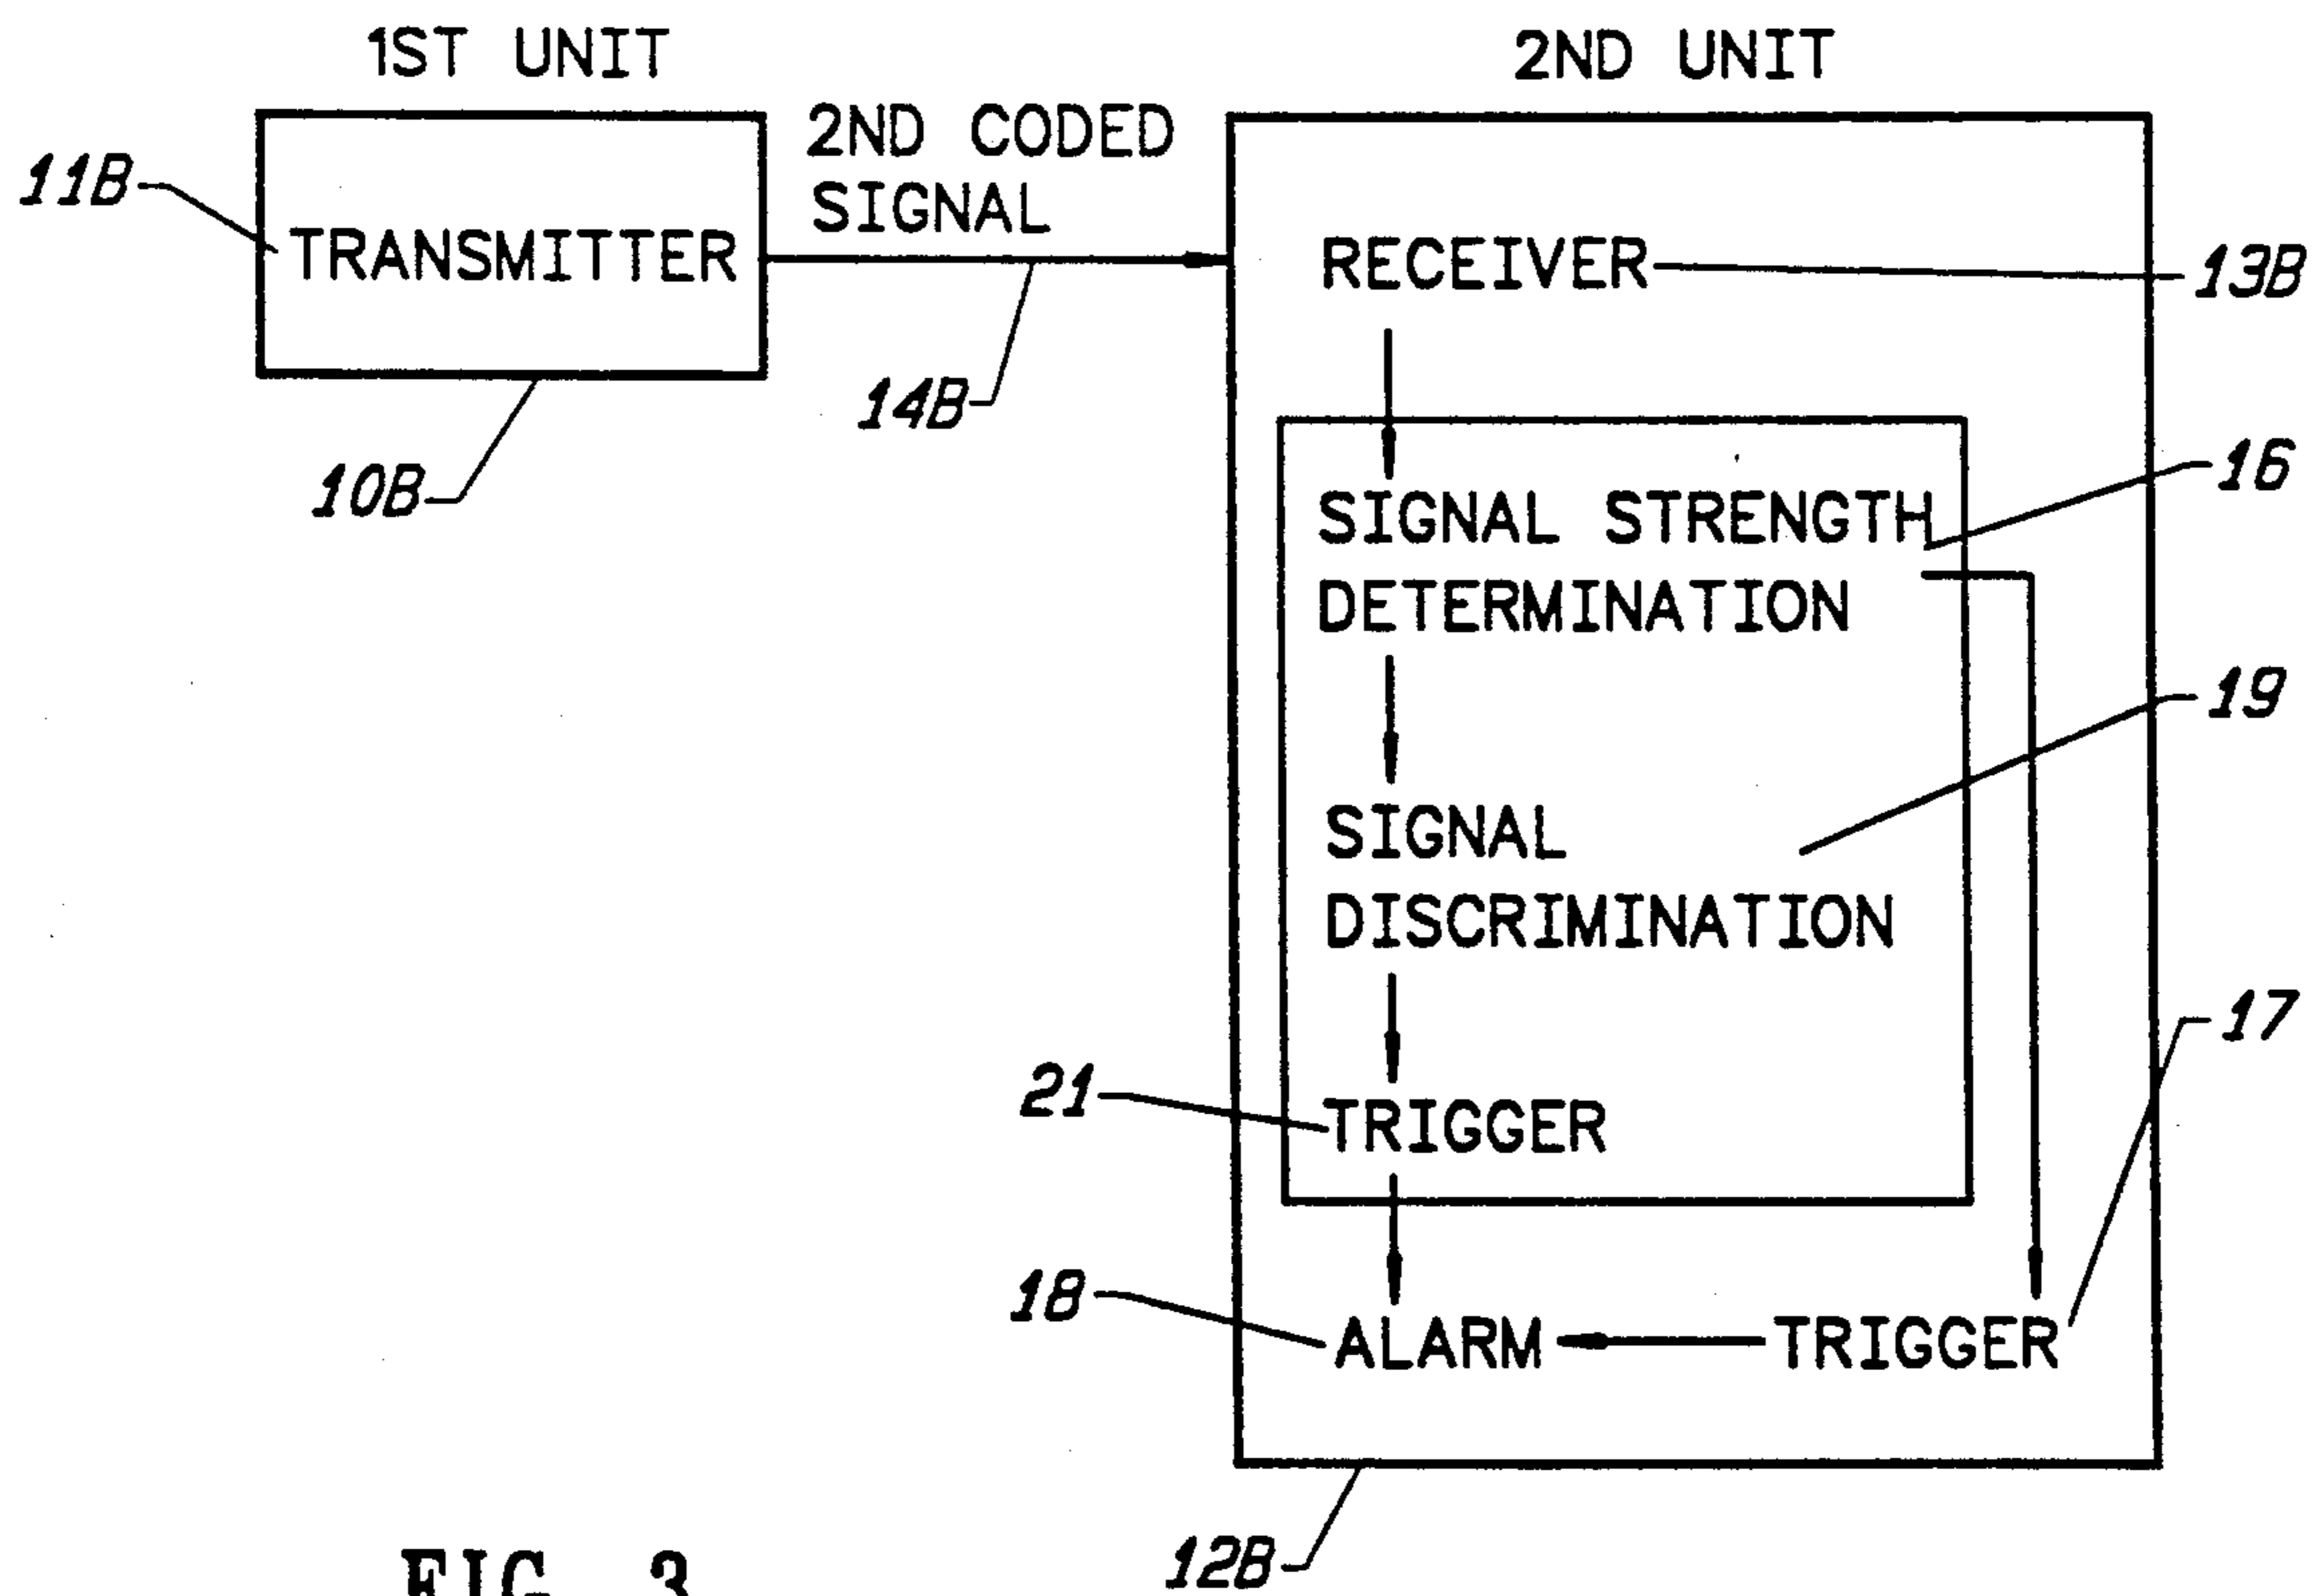 1ST UNIT
2ND UNIT
2ND CODED
SIGNAL
11B
TRANSMITTER
RECEIVER
13B
14B
10B
16
SIGNAL STRENGTH
DETERMINATION
19
SIGNAL
DISCRIMINATION
17
21
TRIGGER
18
ALARM
TRIGGER
12B
FIG. 3